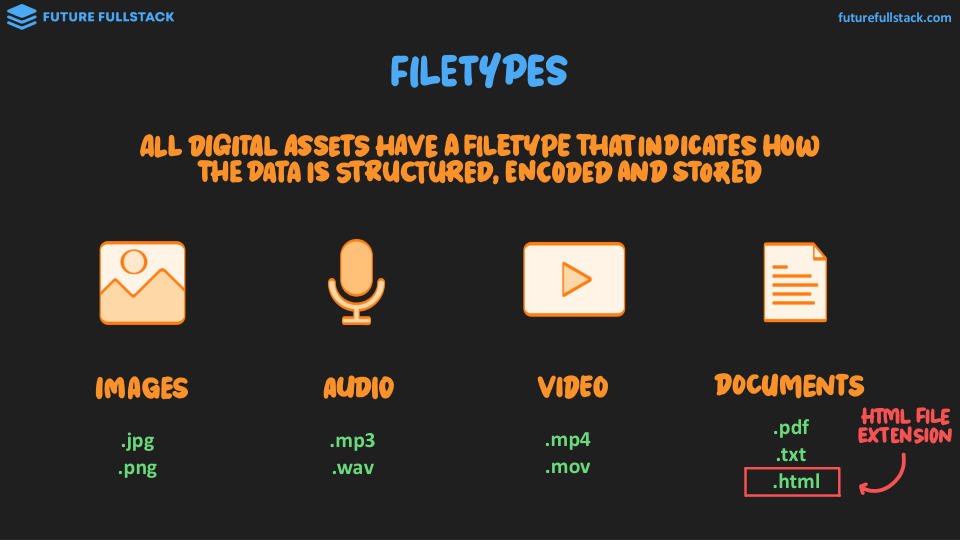 FUTURE FULLSTACK
futurefullstack.com
FILETYPES
ALL DIGITAL ASSETS HAVE A FILETYPE THAT INDICATES HOW
THE DATA IS STRUCTURED, ENCODED AND STORED
IMAGES
.jpg
.png
AUDIO
.mp3
.wav
VIDEO
.mp4
.mov
DOCUMENTS
.pdf
.txt
.html
HTML FILE
EXTENSION